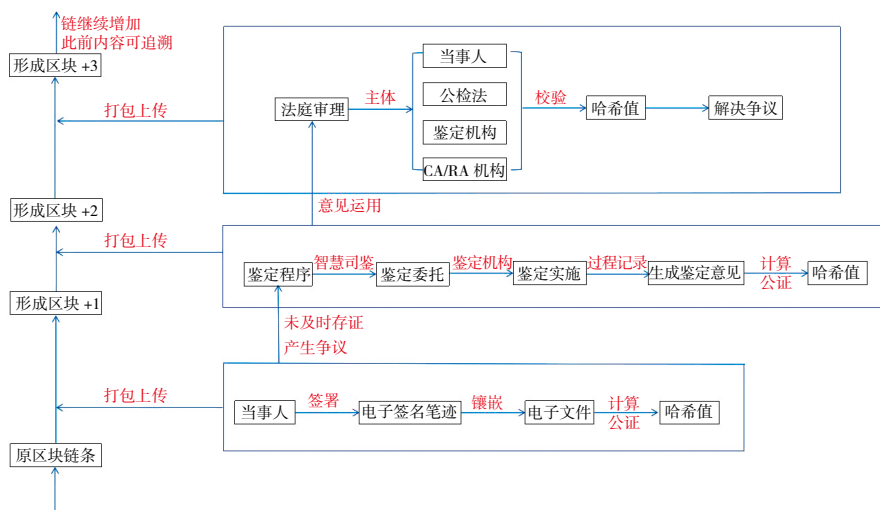 链继续增加
此前内容可追溯
形成区块 +3
打包上传
法庭审理
主体
当事人
公检法
鉴定机构
CA/RA 机构
校验
哈希值
解决争议
意见运用
形成区块 +2
打包上传
鉴定程序
智慧司鉴
鉴定委托
鉴定机构
鉴定实施
过程记录
生成鉴定意见
计算
公证
哈希值
形成区块 +1
未及时存证
产生争议
打包上传
当事人
签署
电子签名笔迹
镶嵌
电子文件
计算
公证
哈希值
原区块链条